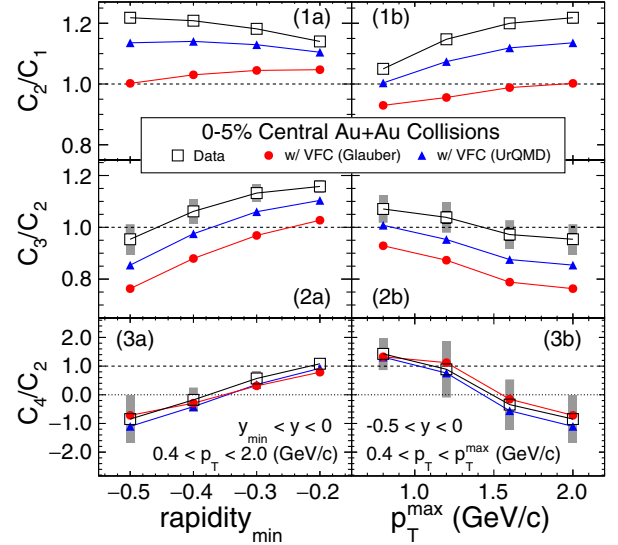 (1a) (1b)
C2/C1
1.2
1.0
0.8
0-5% Central Au+Au Collisions
Data w/ VFC (Glauber) w/ VFC (UrQMD)
C3/C2
1.2
1.0
0.8
(2a) (2b)
(3a) (3b)
C4/C2
1.0
0.0
−1.0
−2.0
ymin < y < 0 -0.5 < y < 0
0.4 < pT < 2.0 (GeV/c) 0.4 < pT < pTmax (GeV/c)
−0.5 −0.4 −0.3 −0.2 1.0 1.5 2.0
rapiditymin pTmax (GeV/c)